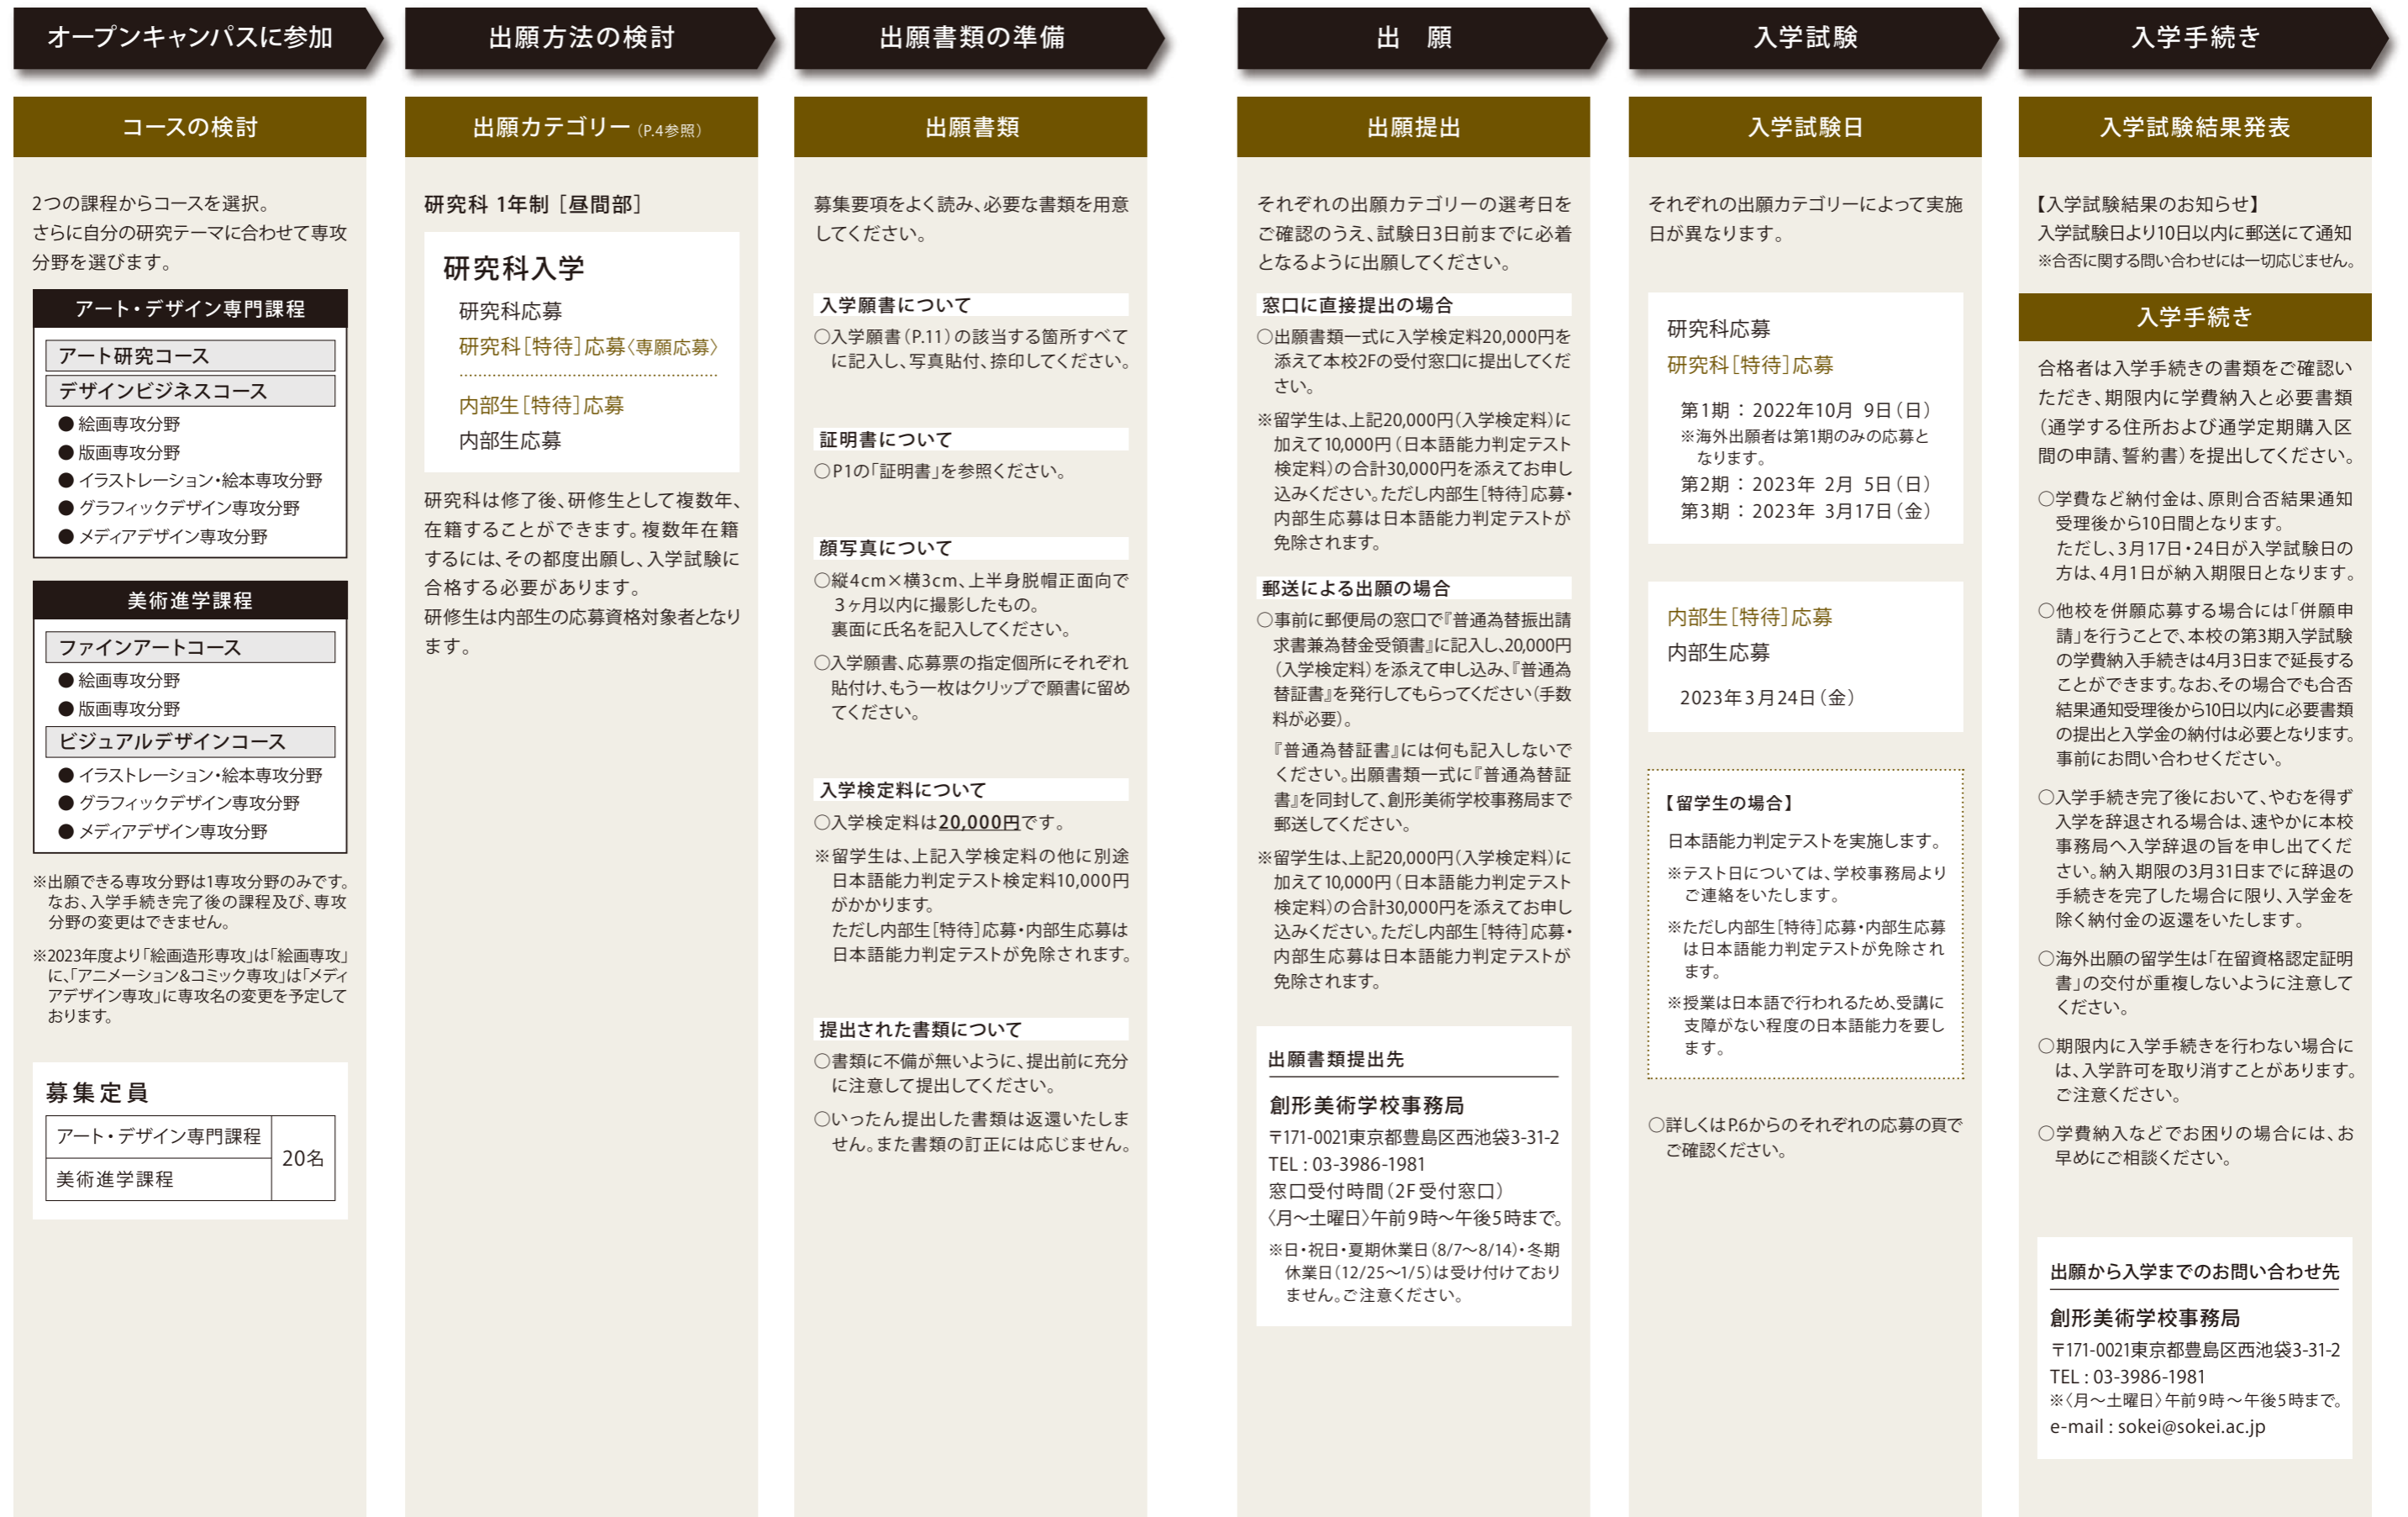 オープンキャンパスに参加
コースの検討
2つの課程からコースを選択。
さらに自分の研究テーマに合わせて専攻
分野を選びます。
アート・デザイン専門課程
アート研究コース
デザインビジネスコース
●絵画専攻分野
●版画専攻分野
●イラストレーション・絵本専攻分野
●グラフィックデザイン専攻分野
●メディアデザイン専攻分野
美術進学課程
ファインアートコース
●絵画専攻分野
●版画専攻分野
ビジュアルデザインコース
●イラストレーション・絵本専攻分野
●グラフィックデザイン専攻分野
●メディアデザイン専攻分野
※出願できる専攻分野は1専攻分野のみです。
なお、入学手続き完了後の課程及び、専攻
分野の変更はできません。
※2023年度より「絵画造形専攻」は「絵画専攻」
に、「アニメーション&コミック専攻」は「メディ
アデザイン専攻」に専攻名の変更を予定して
おります。
募集定員
アート・デザイン専門課程
美術進学課程
20名
出願方法の検討
出願カテゴリー（P.4参照）
研究科 1年制［昼間部］
研究科入学
研究科応募
研究科［特待］応募〈専願応募〉
内部生［特待］応募
内部生応募
研究科は修了後、研修生として複数年、
在籍することができます。複数年在籍
するには、その都度出願し、入学試験に
合格する必要があります。
研修生は内部生の応募資格対象者となり
ます。
出願書類の準備
出願書類
募集要項をよく読み、必要な書類を用意
してください。
入学願書について
○入学願書（P.11）の該当する箇所すべて
に記入し、写真貼付、捺印してください。
証明書について
○P1の「証明書」を参照ください。
顔写真について
○縦4cm×横3cm、上半身脱帽正面向で
3ヶ月以内に撮影したもの。
裏面に氏名を記入してください。
○入学願書、応募票の指定個所にそれぞれ
貼付け、もう一枚はクリップで願書に留め
てください。
入学検定料について
○入学検定料は20,000円です。
※留学生は、上記入学検定料の他に別途
日本語能力判定テスト検定料10,000円
がかかります。
ただし内部生［特待］応募・内部生応募は
日本語能力判定テストが免除されます。
提出された書類について
○書類に不備が無いように、提出前に充分
に注意して提出してください。
○いったん提出した書類は返還いたしま
せん。また書類の訂正には応じません。
出　願
出願提出
それぞれの出願カテゴリーの選考日を
ご確認のうえ、試験日3日前までに必着
となるように出願してください。
窓口に直接提出の場合
○出願書類一式に入学検定料20,000円を
添えて本校2Fの受付窓口に提出してくだ
さい。
※留学生は、上記20,000円（入学検定料）に
加えて10,000円（日本語能力判定テスト
検定料）の合計30,000円を添えてお申し
込みください。ただし内部生［特待］応募・
内部生応募は日本語能力判定テストが
免除されます。
郵送による出願の場合
○事前に郵便局の窓口で『普通為替振出請
求書兼為替金受領書』に記入し、20,000円
（入学検定料）を添えて申し込み、『普通為
替証書』を発行してもらってください（手数
料が必要）。
『普通為替証書』には何も記入しないで
ください。出願書類一式に『普通為替証
書』を同封して、創形美術学校事務局まで
郵送してください。
※留学生は、上記20,000円（入学検定料）に
加えて10,000円（日本語能力判定テスト
検定料）の合計30,000円を添えてお申し
込みください。ただし内部生［特待］応募・
内部生応募は日本語能力判定テストが
免除されます。
出願書類提出先
創形美術学校事務局
〒171-0021東京都豊島区西池袋3-31-2
TEL : 03-3986-1981
窓口受付時間（2F受付窓口）
〈月〜土曜日〉午前9時〜午後5時まで。
※日・祝日・夏期休業日（8/7〜8/14）・冬期
休業日（12/25〜1/5）は受け付けており
ません。ご注意ください。
入学試験
入学試験日
それぞれの出願カテゴリーによって実施
日が異なります。
研究科応募
研究科［特待］応募
第1期：2022年10月 9日（日）
※海外出願者は第1期のみの応募と
なります。
第2期：2023年 2月 5日（日）
第3期：2023年 3月17日（金）
内部生［特待］応募
内部生応募
2023年3月24日（金）
【留学生の場合】
日本語能力判定テストを実施します。
※テスト日については、学校事務局より
ご連絡をいたします。
※ただし内部生［特待］応募・内部生応募
は日本語能力判定テストが免除され
ます。
※授業は日本語で行われるため、受講に
支障がない程度の日本語能力を要し
ます。
○詳しくはP.6からのそれぞれの応募の頁で
ご確認ください。
入学手続き
入学試験結果発表
【入学試験結果のお知らせ】
入学試験日より10日以内に郵送にて通知
※合否に関する問い合わせには一切応じません。
入学手続き
合格者は入学手続きの書類をご確認い
ただき、期限内に学費納入と必要書類
（通学する住所および通学定期購入区
間の申請、誓約書）を提出してください。
○学費など納付金は、原則合否結果通知
受理後から10日間となります。
ただし、3月17日・24日が入学試験日の
方は、4月1日が納入期限日となります。
○他校を併願応募する場合には「併願申
請」を行うことで、本校の第3期入学試験
の学費納入手続きは4月3日まで延長する
ことができます。なお、その場合でも合否
結果通知受理後から10日以内に必要書類
の提出と入学金の納付は必要となります。
事前にお問い合わせください。
○入学手続き完了後において、やむを得ず
入学を辞退される場合は、速やかに本校
事務局へ入学辞退の旨を申し出てくだ
さい。納入期限の3月31日までに辞退の
手続きを完了した場合に限り、入学金を
除く納付金の返還をいたします。
○海外出願の留学生は「在留資格認定証明
書」の交付が重複しないように注意して
ください。
○期限内に入学手続きを行わない場合に
は、入学許可を取り消すことがあります。
ご注意ください。
○学費納入などでお困りの場合には、お
早めにご相談ください。
出願から入学までのお問い合わせ先
創形美術学校事務局
〒171-0021東京都豊島区西池袋3-31-2
TEL : 03-3986-1981
※〈月〜土曜日〉午前9時〜午後5時まで。
e-mail : sokei@sokei.ac.jp